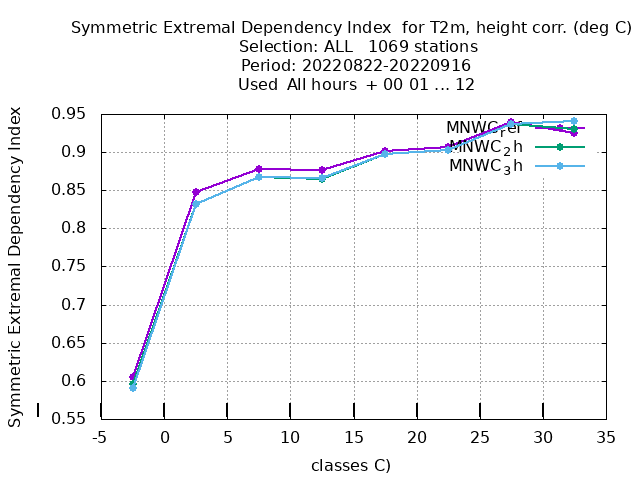 Symmetric Extremal Dependency Index for T2m, height corr. (deg C)
Selection: ALL 1069 stations
Period: 20220822-20220916
Used All hours + 00 01 ... 12
Symmetric Extremal Dependency Index
0.95
0.9
0.85
0.8
0.75
0.7
0.65
0.6
0.55
MNWC_ref
MNWC_2h
MNWC_3h
-5 0 5 10 15 20 25 30 35
classes C)